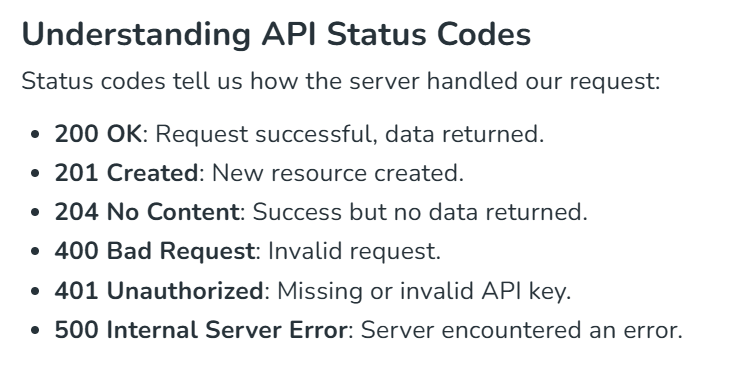 Understanding API Status Codes
Status codes tell us how the server handled our request:
• 200 OK: Request successful, data returned.
• 201 Created: New resource created.
• 204 No Content: Success but no data returned.
• 400 Bad Request: Invalid request.
• 401 Unauthorized: Missing or invalid API key.
• 500 Internal Server Error: Server encountered an error.